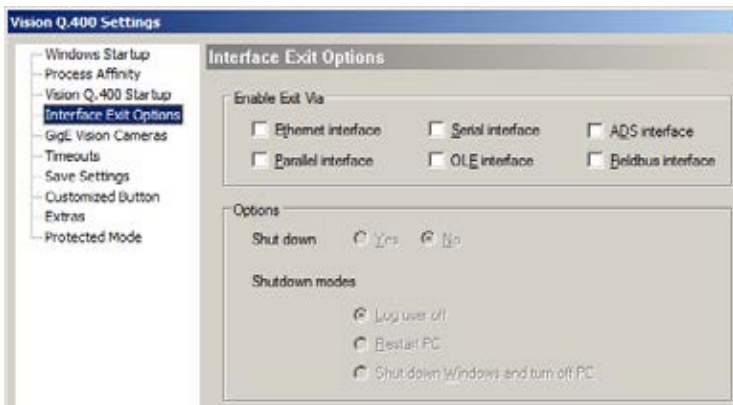 Vision Q.400 Settings
Windows Startup
Process Affinity
Vision Q.400 Startup
Interface Exit Options
GigE Vision Cameras
Timeouts
Save Settings
Customized Button
Extras
Protected Mode
Interface Exit Options
Enable Exit Via
Ethernet interface
Serial interface
ADS interface
Parallel interface
OLE interface
Fieldbus interface
Options
Shut down
Yes
No
Shutdown modes
Log user off
Restart PC
Shut down Windows and turn off PC